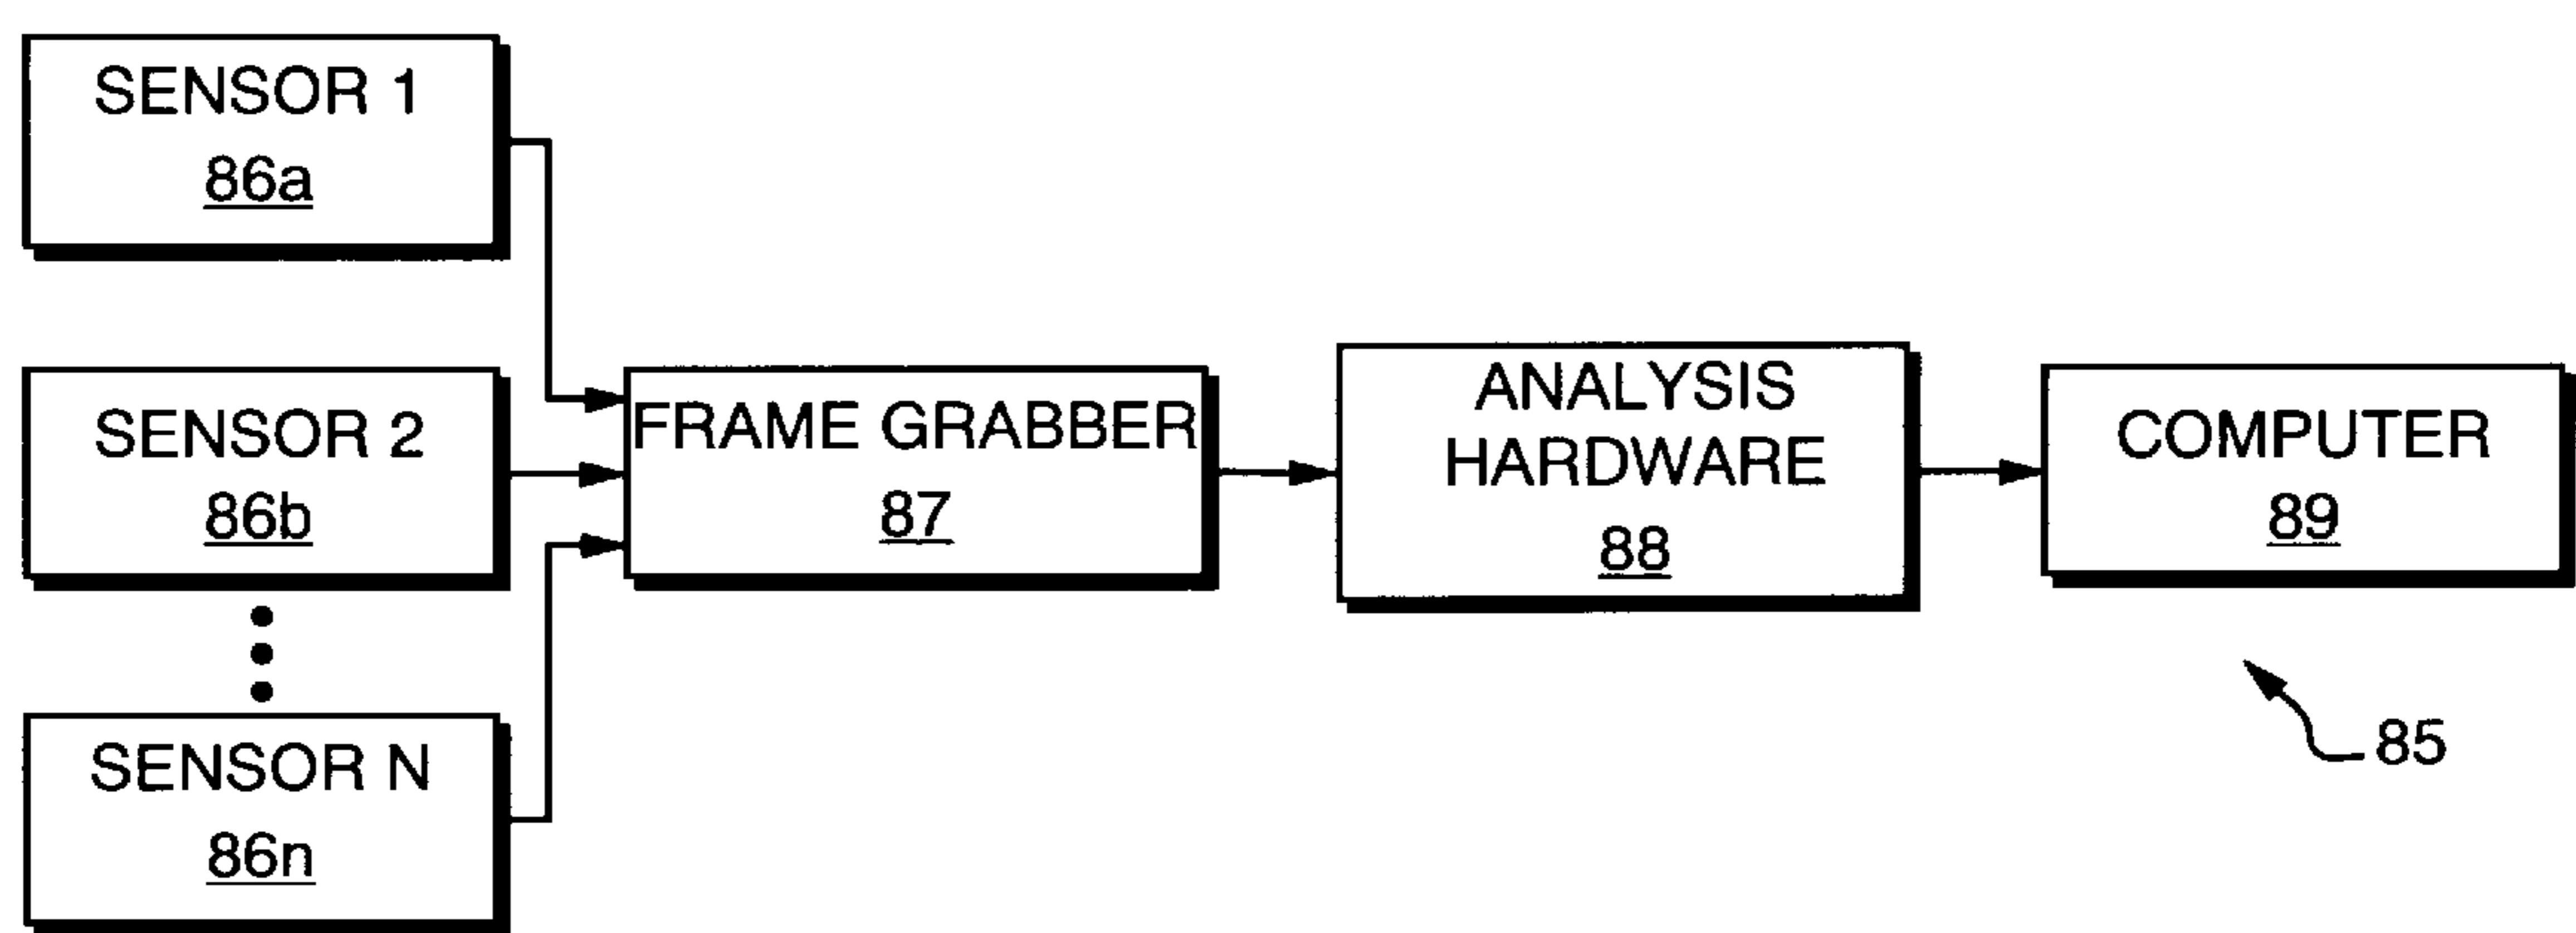 SENSOR 1
86a
SENSOR 2
86b
SENSOR N
86n
FRAME GRABBER
87
ANALYSIS
HARDWARE
88
COMPUTER
89
85